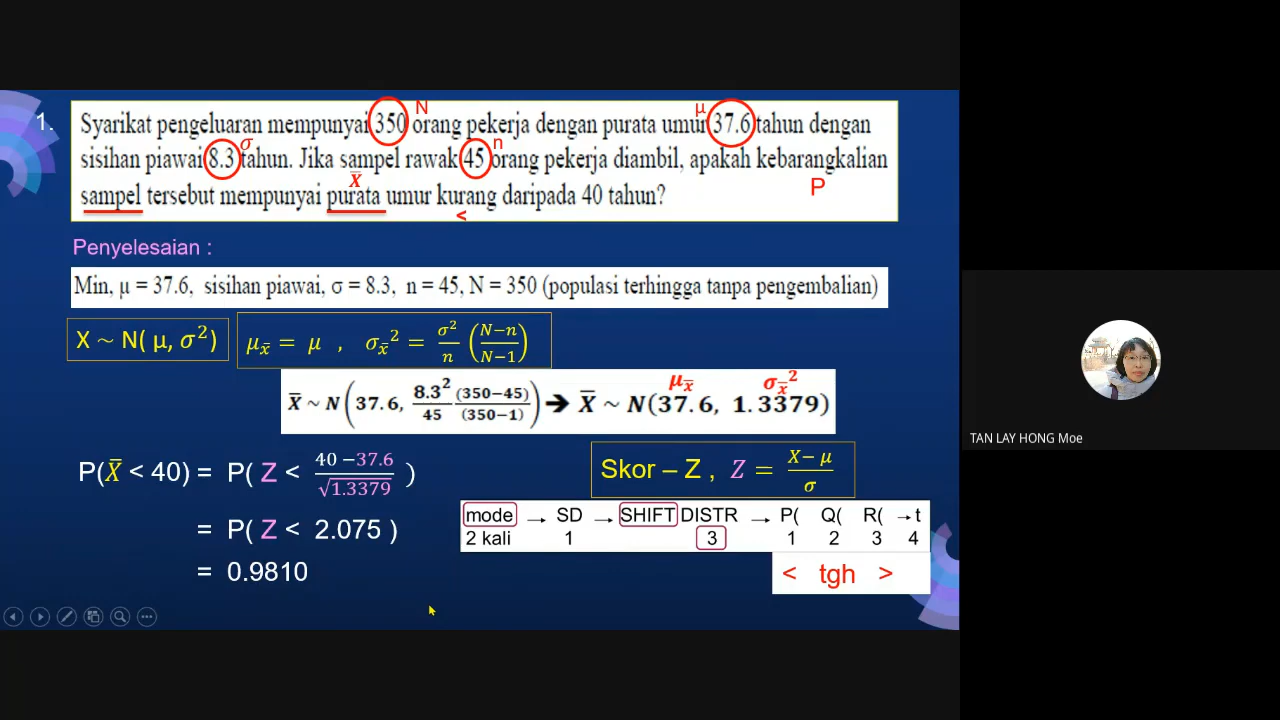 1.
Syarikat pengeluaran mempunyai 350 orang pekerja dengan purata umur 37.6 tahun dengan
N
μ
sisihan piawai 8.3 tahun. Jika sampel rawak 45 orang pekerja diambil, apakah kebarangkalian
σ
n
sampel tersebut mempunyai purata umur kurang daripada 40 tahun?
X̅
P
<
Penyelesaian :
Min, μ = 37.6, sisihan piawai, σ = 8.3, n = 45, N = 350 (populasi terhingga tanpa pengembalian)
X ~ N( μ, σ²)
μx̅ = μ , σx̅² = σ²/n ((N−n)/(N−1))
X̅ ~ N(37.6, 8.3²/45 (350−45)/(350−1)) ➔ X̅ ~ N(37.6, 1.3379)
μx̅ σx̅²
P(X̅ < 40) = P( Z < (40 −37.6)/√1.3379 )
= P( Z < 2.075 )
= 0.9810
Skor – Z , Z = (X− μ)/σ
mode → SD → SHIFT DISTR → P( Q( R( →t
2 kali 1 3 1 2 3 4
< tgh >
TAN LAY HONG Moe